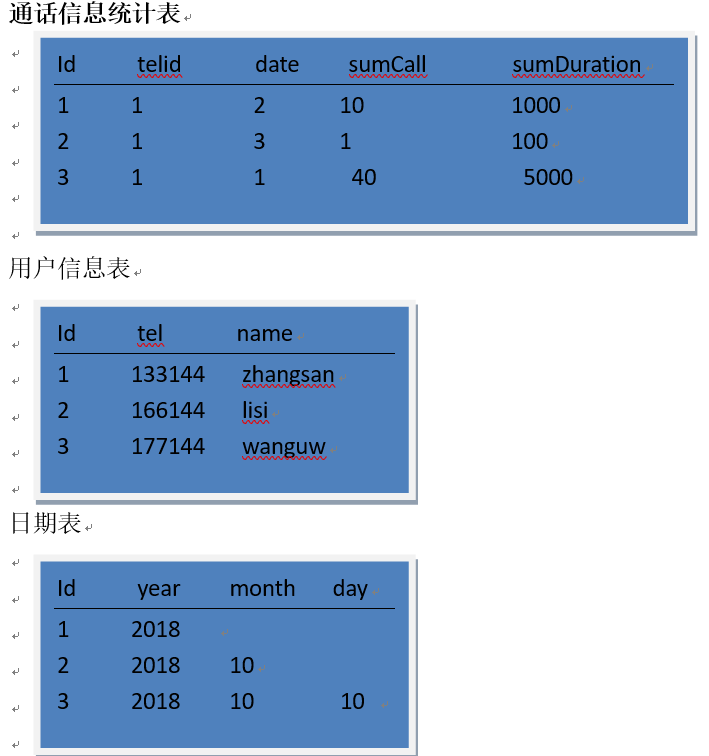 通话信息统计表
Id telid date sumCall sumDuration
1 1 2 10 1000
2 1 3 1 100
3 1 1 40 5000
用户信息表
Id tel name
1 133144 zhangsan
2 166144 lisi
3 177144 wanguw
日期表
Id year month day
1 2018
2 2018 10
3 2018 10 10